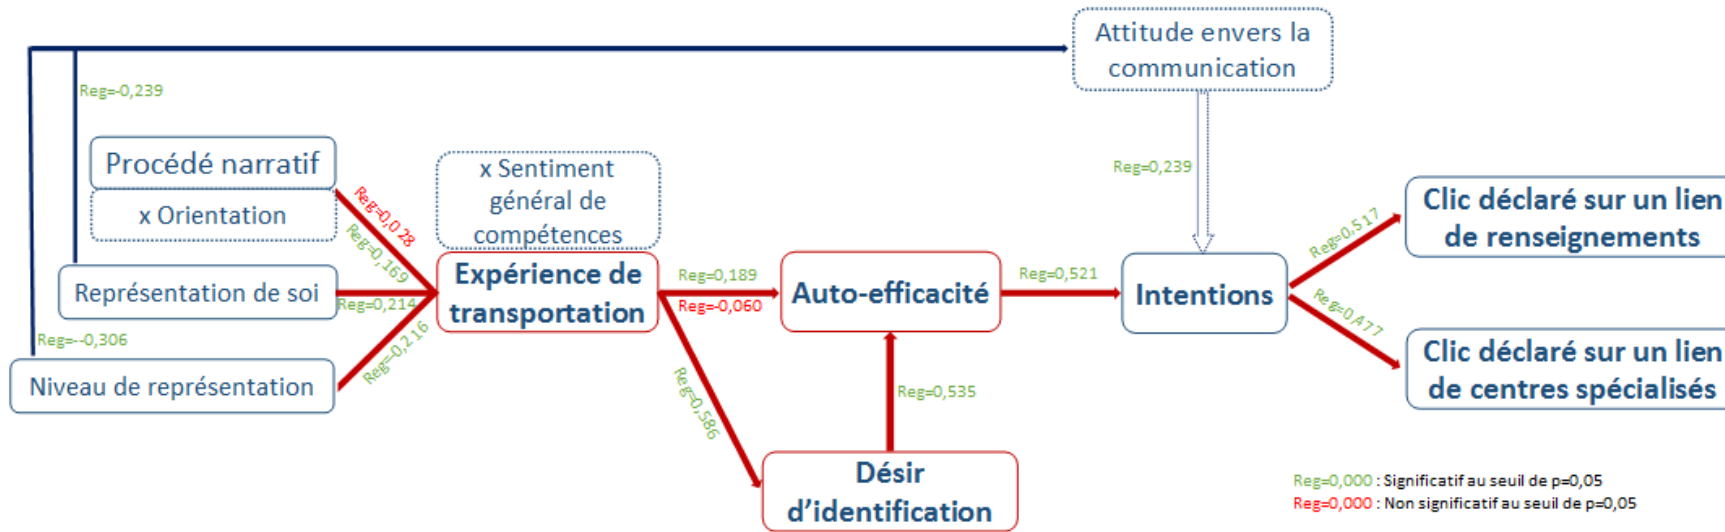 Attitude envers la
communication
Reg=-0,239
Procédé narratif
x Orientation
Reg=0,028
Reg=0,169
x Sentiment
général de
compétences
Reg=0,239
Clic déclaré sur un lien
de renseignements
Reg=0,517
Représentation de soi
Reg=0,214
Expérience de
transportation
Reg=0,189
Reg=-0,060
Auto-efficacité
Reg=0,521
Intentions
Reg=0,477
Reg=--0,306
Niveau de représentation
Reg=-0,216
Reg=0,586
Reg=0,535
Clic déclaré sur un lien
de centres spécialisés
Désir
d’identification
Reg=0,000 : Significatif au seuil de p=0,05
Reg=0,000 : Non significatif au seuil de p=0,05